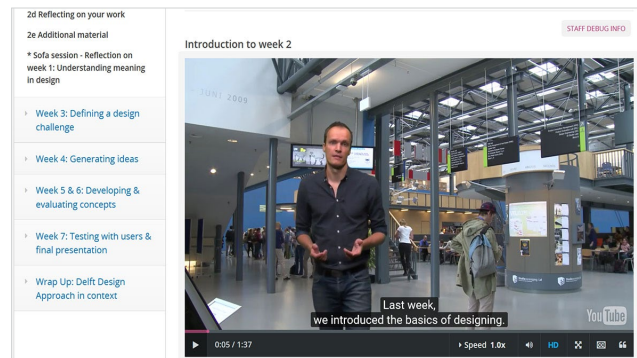 2d Reflecting on your work
2e Additional material
* Sofa session - Reflection on
week 1: Understanding meaning
in design
Week 3: Defining a design
challenge
Week 4: Generating ideas
Week 5 & 6: Developing &
evaluating concepts
Week 7: Testing with users &
final presentation
Wrap Up: Delft Design
Approach in context
STAFF DEBUG INFO
Introduction to week 2
JUNI 2009
Last week,
we introduced the basics of designing.
YouTube
0:05 / 1:37
Speed 1.0x
HD